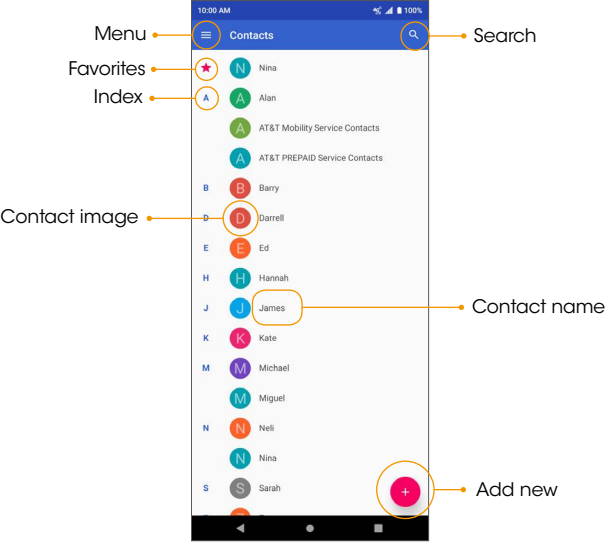 10:00 AM 100%
Menu
Contacts
Search
Favorites
N Nina
Index
A A Alan
A AT&T Mobility Service Contacts
A AT&T PREPAID Service Contacts
B B Barry
Contact image
D D Darrell
E E Ed
H H Hannah
J J James
Contact name
K K Kate
M M Michael
M Miguel
N N Neli
N Nina
S S Sarah
+
Add new